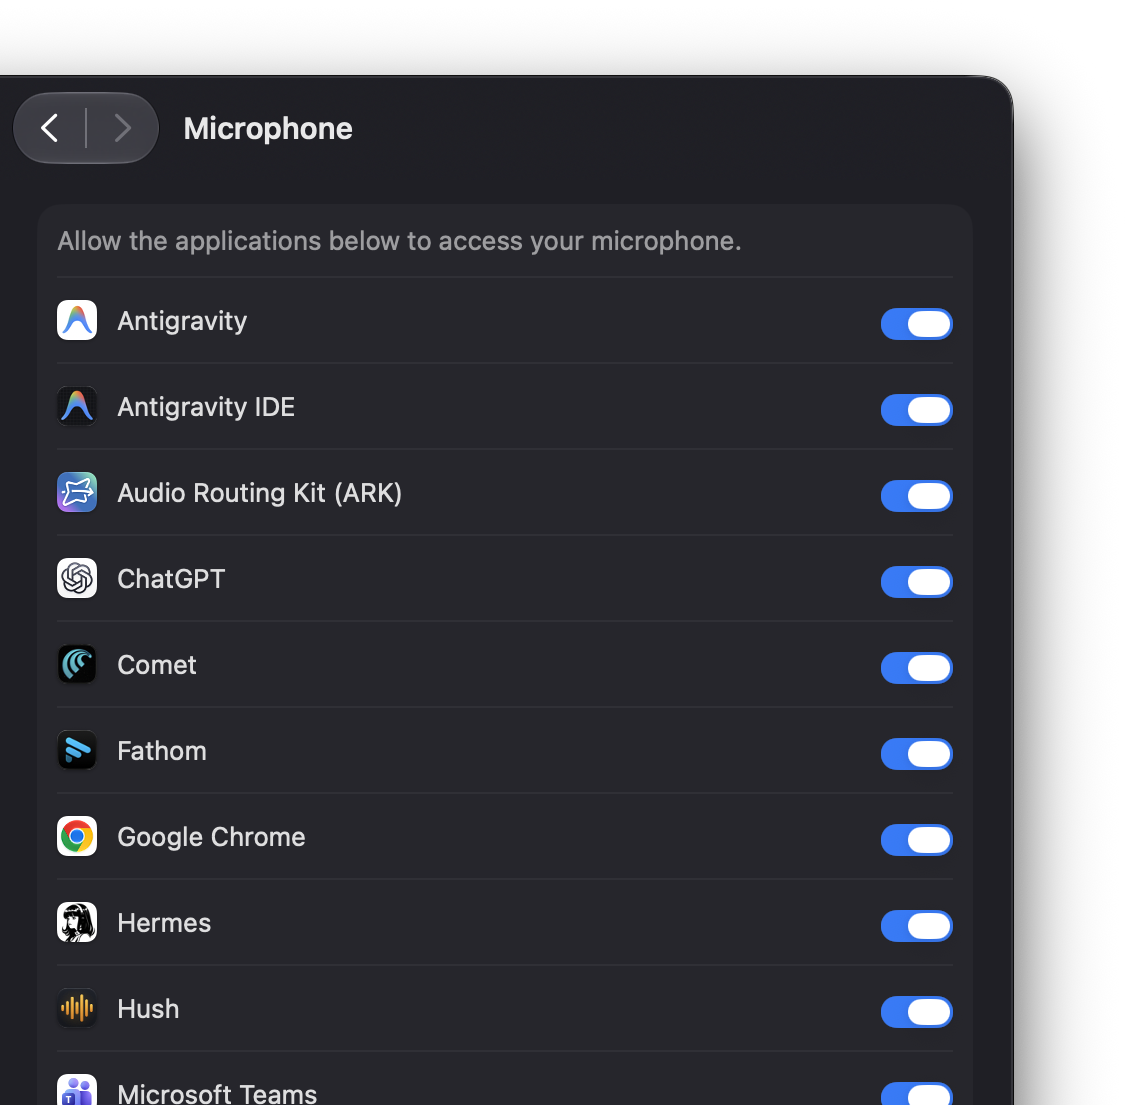 Microphone
Allow the applications below to access your microphone.
Antigravity
Antigravity IDE
Audio Routing Kit (ARK)
ChatGPT
Comet
Fathom
Google Chrome
Hermes
Hush
Microsoft Teams